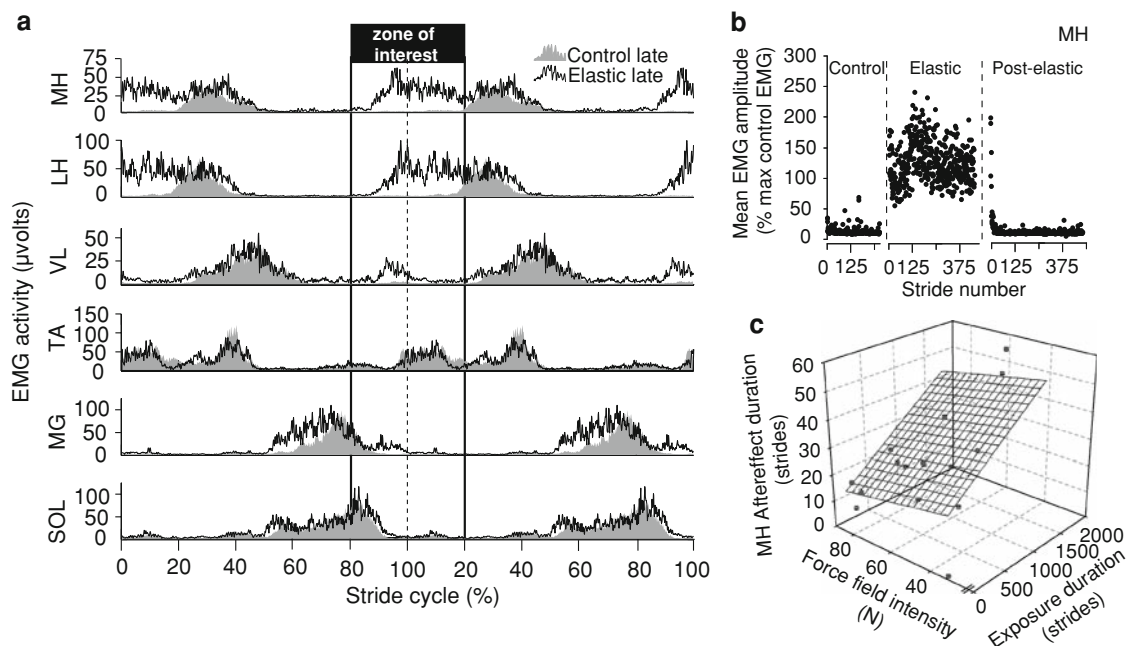 a
zone of
interest
Control late
Elastic late
EMG activity (µvolts)
MH
75
50
25
0
LH
100
50
0
VL
50
25
0
TA
150
100
50
0
MG
100
50
0
SOL
100
50
0
0 20 40 60 80 100 20 40 60 80 100
Stride cycle (%)
b
MH
Mean EMG amplitude
(% max control EMG)
300
250
200
150
100
50
0
Control Elastic Post-elastic
0 125 0 125 375 0 125 375
Stride number
c
MH Aftereffect duration
(strides)
60
50
40
30
20
10
0
80
60
40
Force field intensity
(N)
0
500
1000
1500
2000
Exposure duration
(strides)